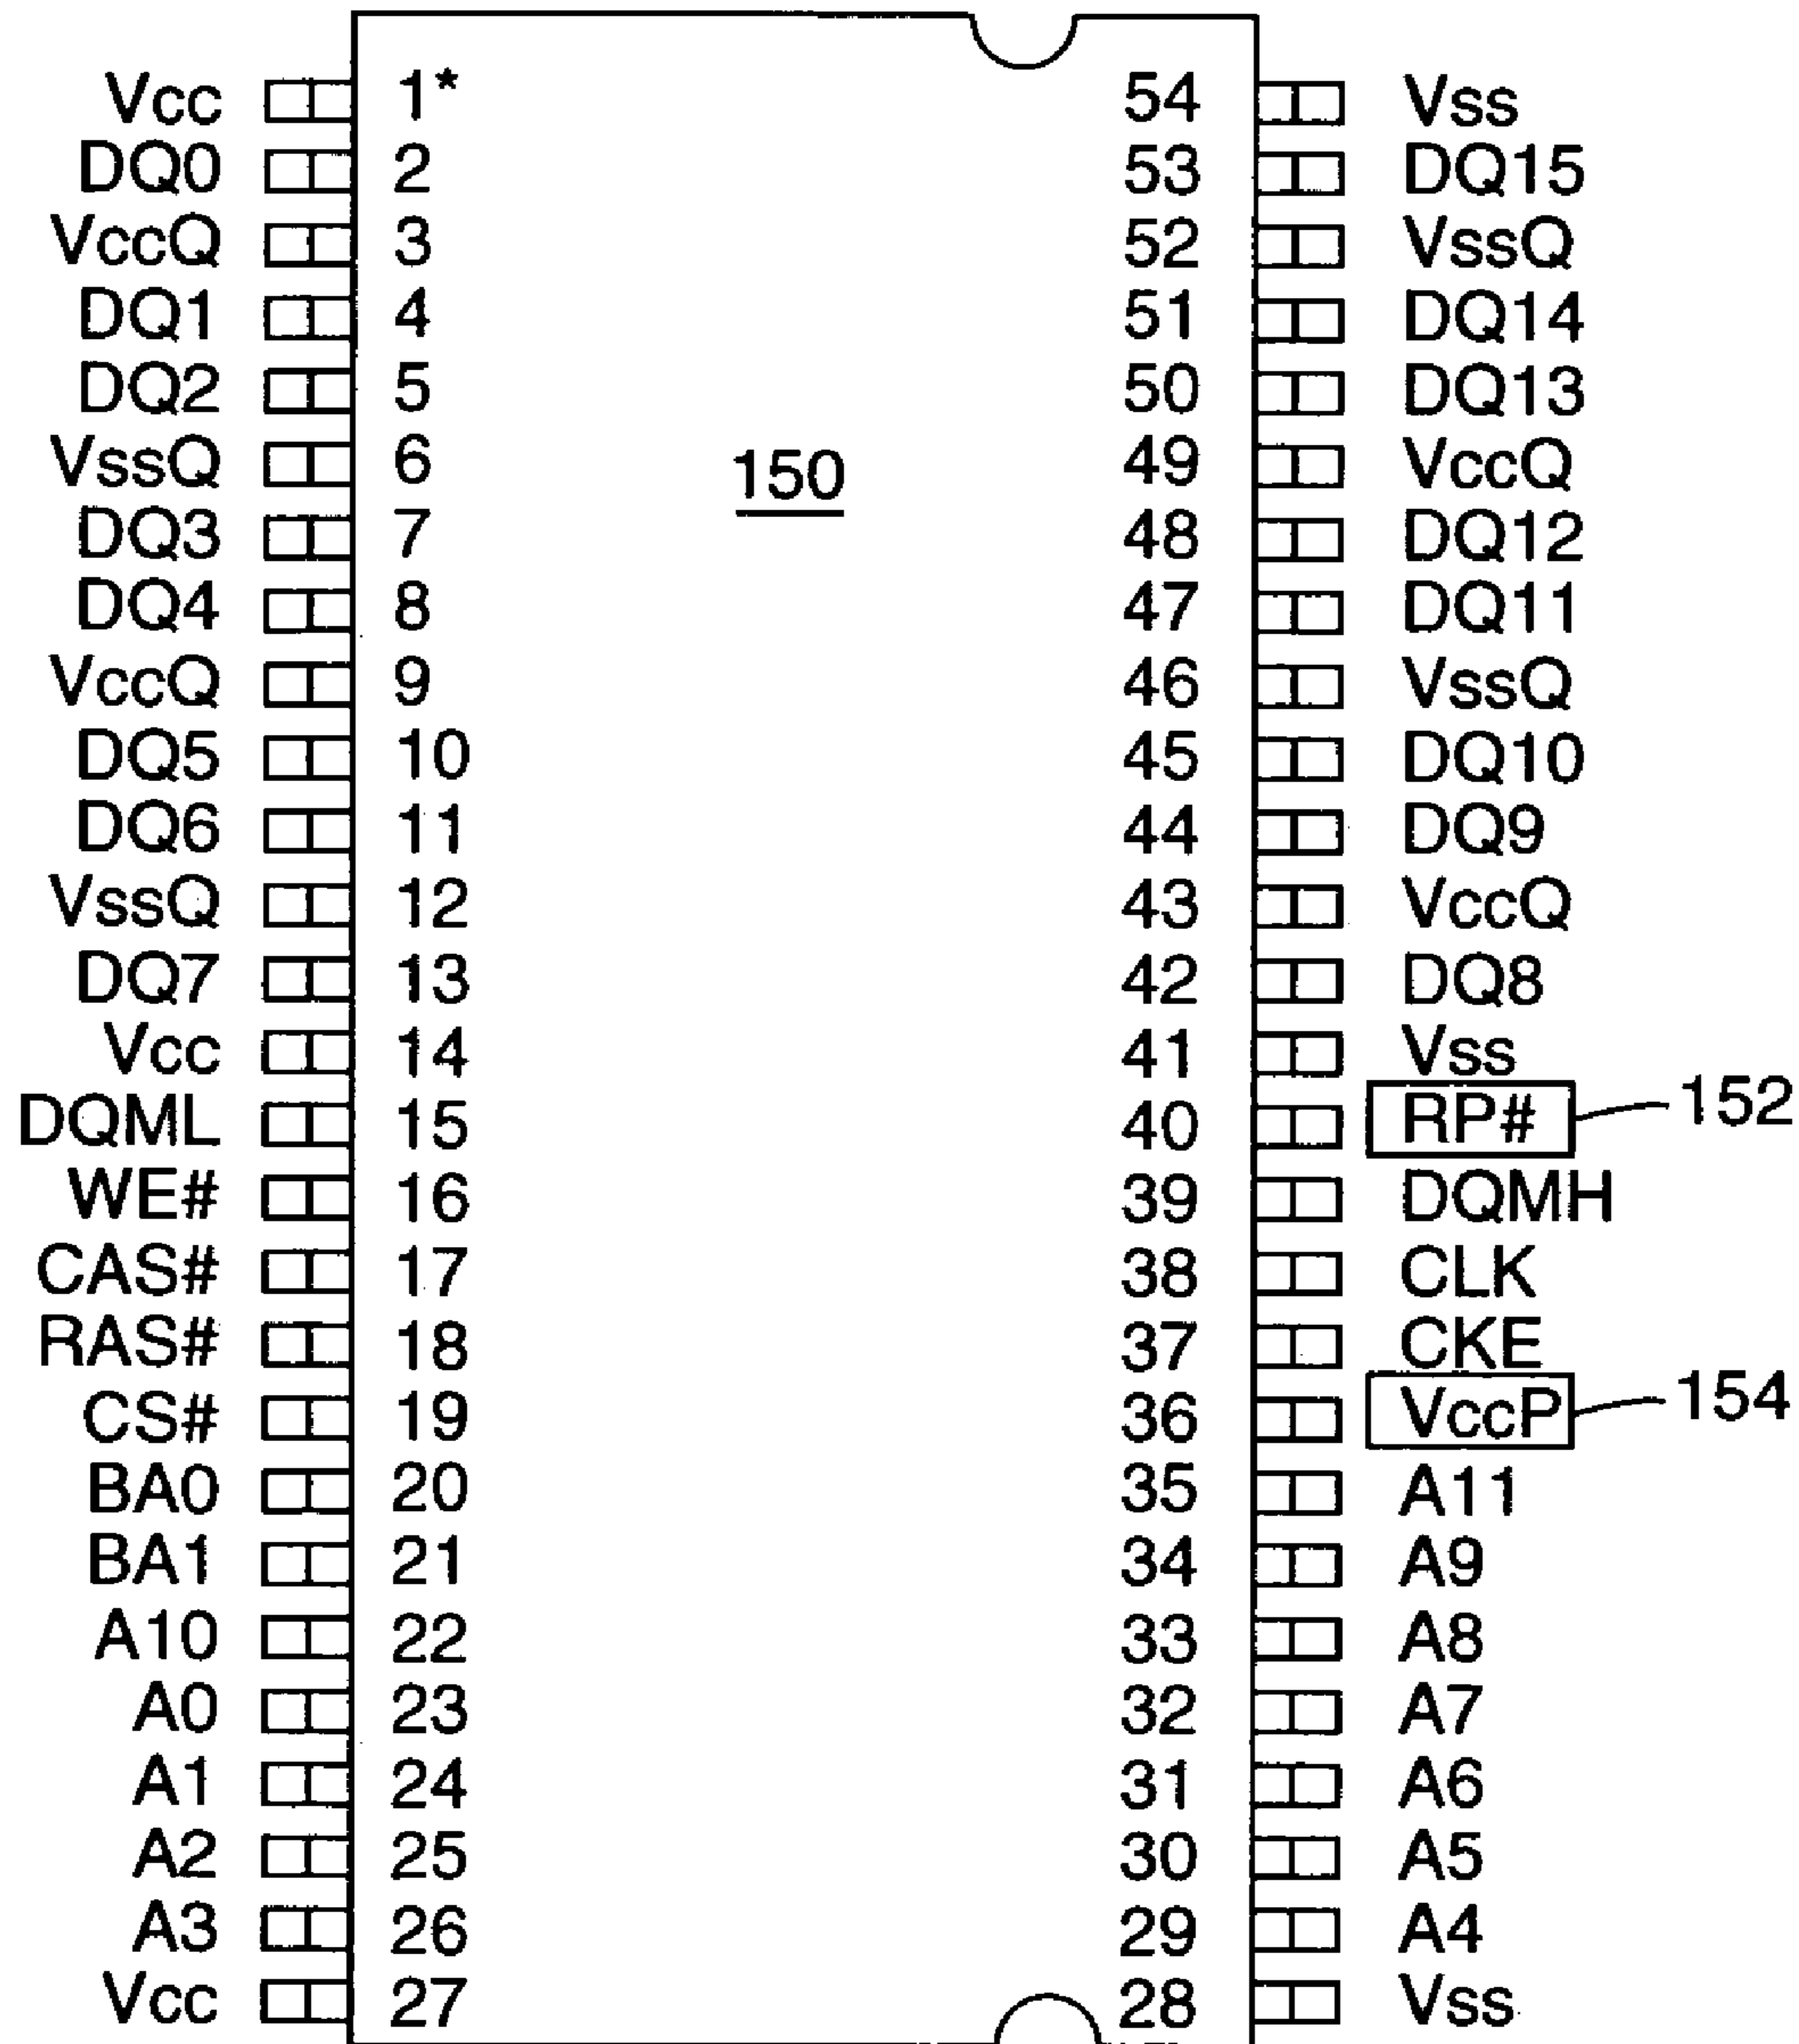 Vcc 1* 54 Vss
DQ0 2 53 DQ15
VccQ 3 52 VssQ
DQ1 4 51 DQ14
DQ2 5 50 DQ13
VssQ 6 150 49 VccQ
DQ3 7 48 DQ12
DQ4 8 47 DQ11
VccQ 9 46 VssQ
DQ5 10 45 DQ10
DQ6 11 44 DQ9
VssQ 12 43 VccQ
DQ7 13 42 DQ8
Vcc 14 41 Vss
DQML 15 40 RP# 152
WE# 16 39 DQMH
CAS# 17 38 CLK
RAS# 18 37 CKE
CS# 19 36 VccP 154
BA0 20 35 A11
BA1 21 34 A9
A10 22 33 A8
A0 23 32 A7
A1 24 31 A6
A2 25 30 A5
A3 26 29 A4
Vcc 27 28 Vss